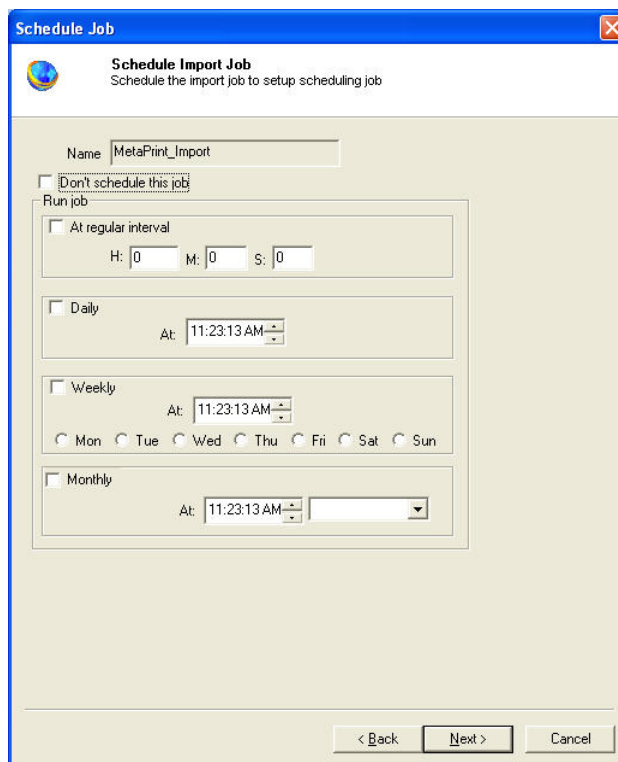 Schedule Job
Schedule Import Job
Schedule the import job to setup scheduling job
Name MetaPrint_Import
Don't schedule this job
Run job
At regular interval
H: 0 M: 0 S: 0
Daily
At: 11:23:13 AM
Weekly
At: 11:23:13 AM
Mon Tue Wed Thu Fri Sat Sun
Monthly
At: 11:23:13 AM
< Back Next > Cancel